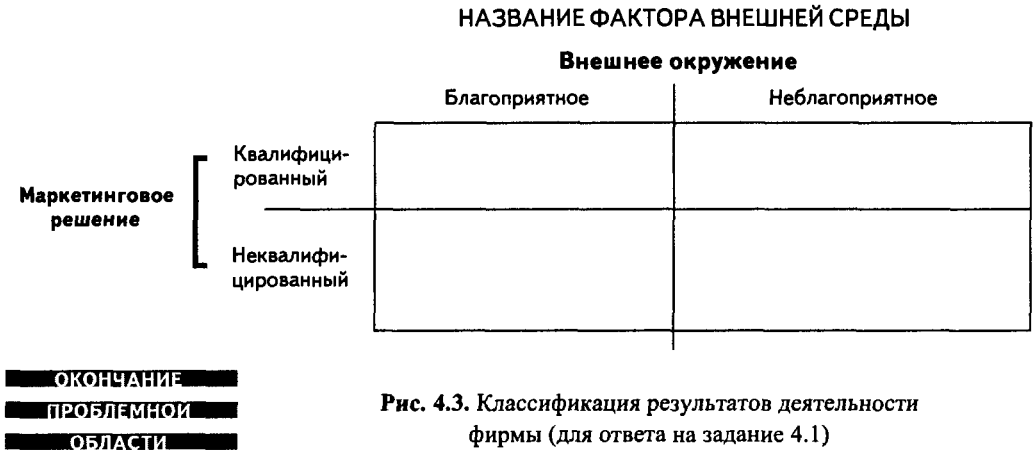 НАЗВАНИЕ ФАКТОРА ВНЕШНЕЙ СРЕДЫ
Внешнее окружение
Благоприятное Неблагоприятное
Квалифици-
рованный
Маркетинговое
решение
Неквалифи-
цированный
ОКОНЧАНИЕ
ПРОБЛЕМНОЙ
ОБЛАСТИ
Рис. 4.3. Классификация результатов деятельности
фирмы (для ответа на задание 4.1)